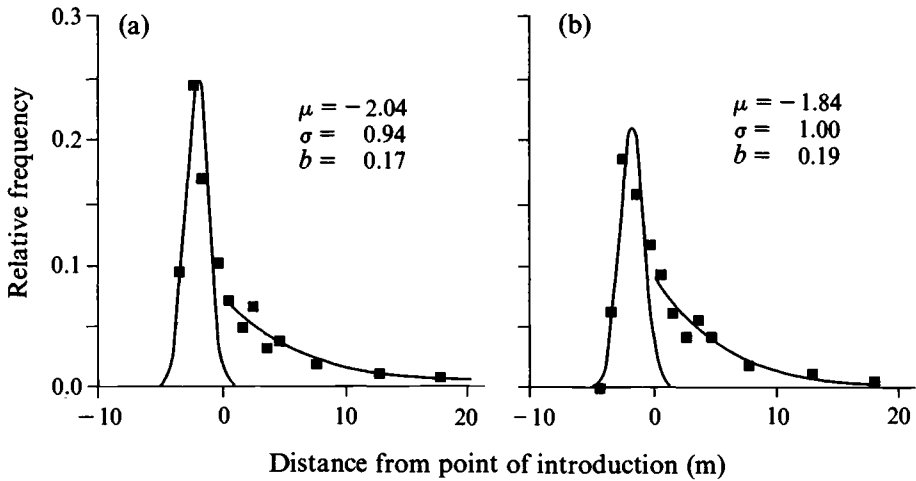 (a)
0.3
0.2
0.1
0.0
Relative frequency
μ = −2.04
σ = 0.94
b = 0.17
−10
0
10
20
(b)
μ = −1.84
σ = 1.00
b = 0.19
−10
0
10
20
Distance from point of introduction (m)